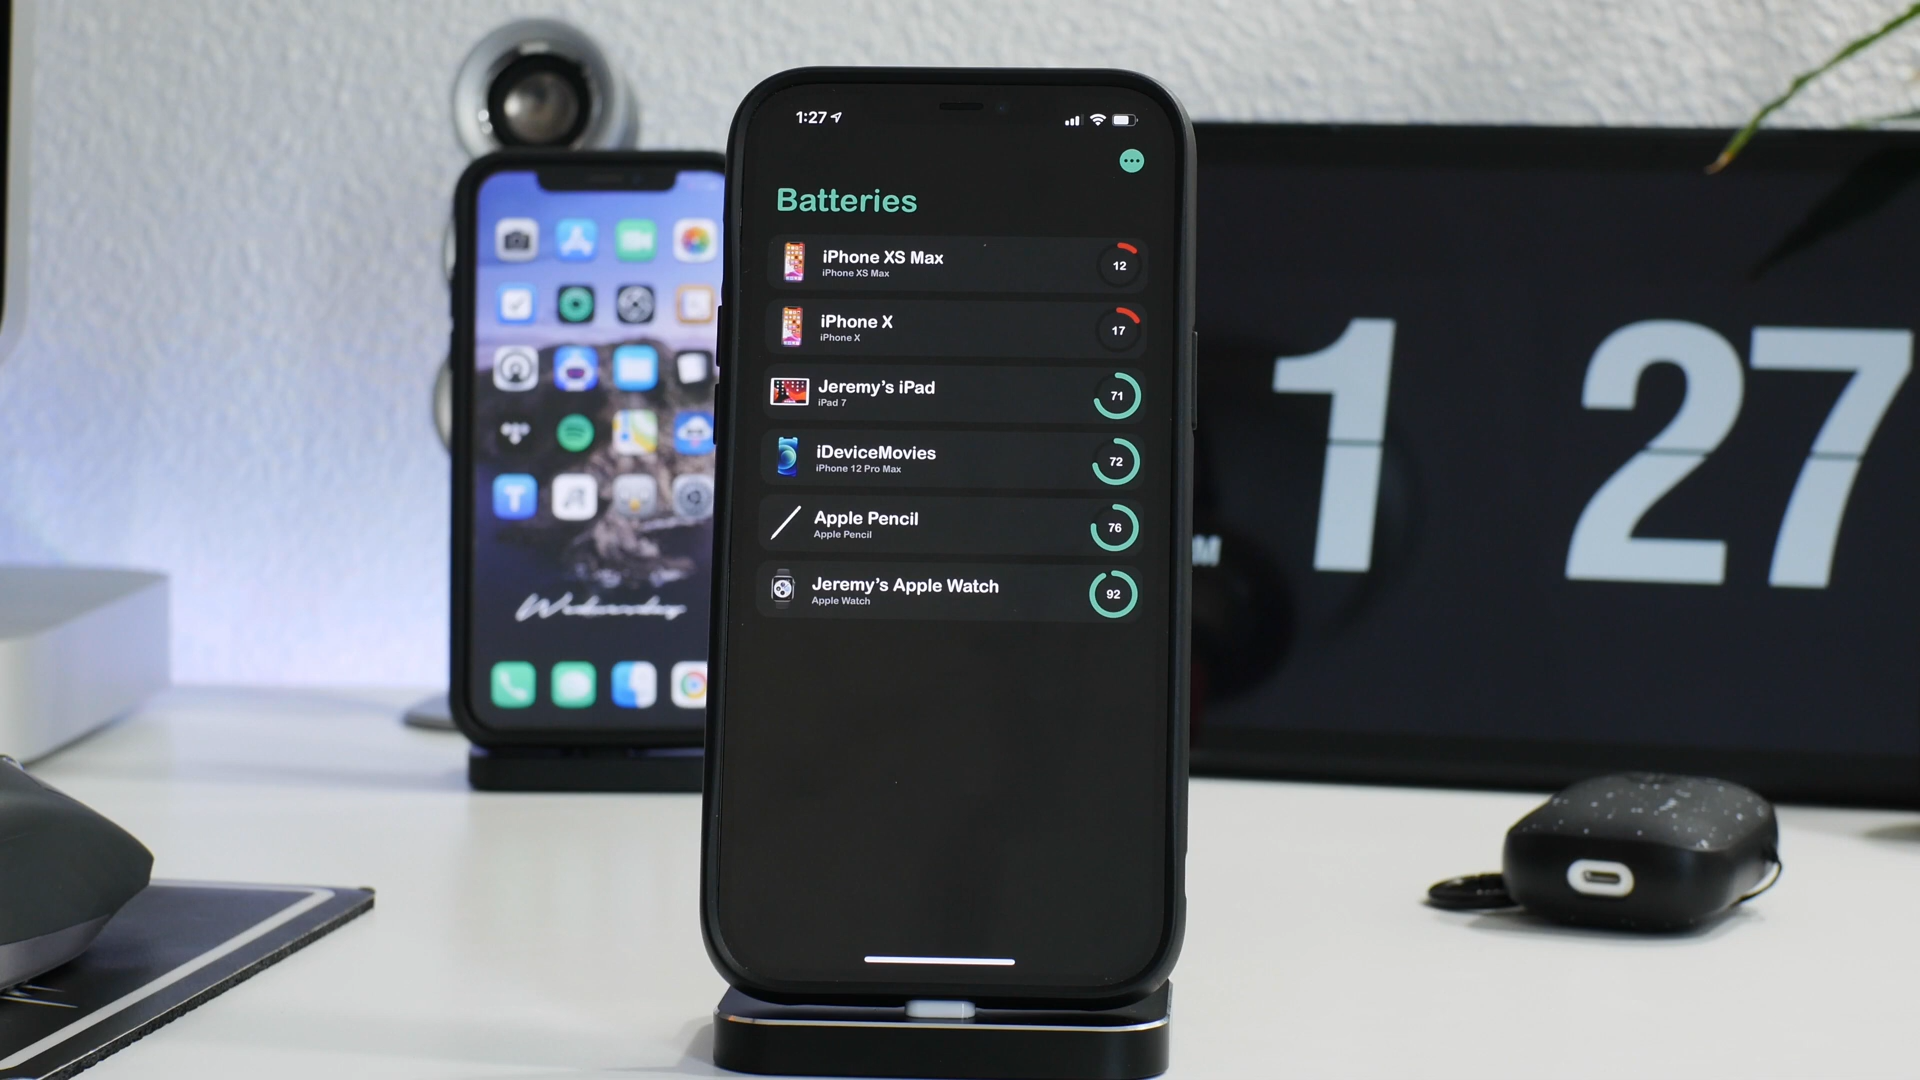 1:27
Batteries
iPhone XS Max
iPhone XS Max
12
iPhone X
iPhone X
17
Jeremy’s iPad
iPad 7
71
iDeviceMovies
iPhone 12 Pro Max
72
Apple Pencil
Apple Pencil
76
Jeremy’s Apple Watch
Apple Watch
92
Wednesday
M
1 27